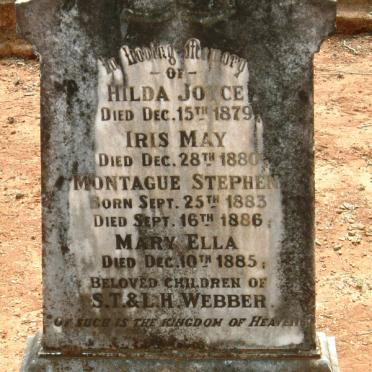 In Loving Memory
— OF —
HILDA JOYCE
DIED DEC. 15TH 1879,
IRIS MAY
DIED DEC. 28TH 1880
MONTAGUE STEPHEN
BORN SEPT. 25TH 1883
DIED SEPT. 16TH 1886;
MARY ELLA
DIED DEC. 10TH 1885;
BELOVED CHILDREN OF
S.T.& L.H. WEBBER.
"OF SUCH IS THE KINGDOM OF HEAVEN"